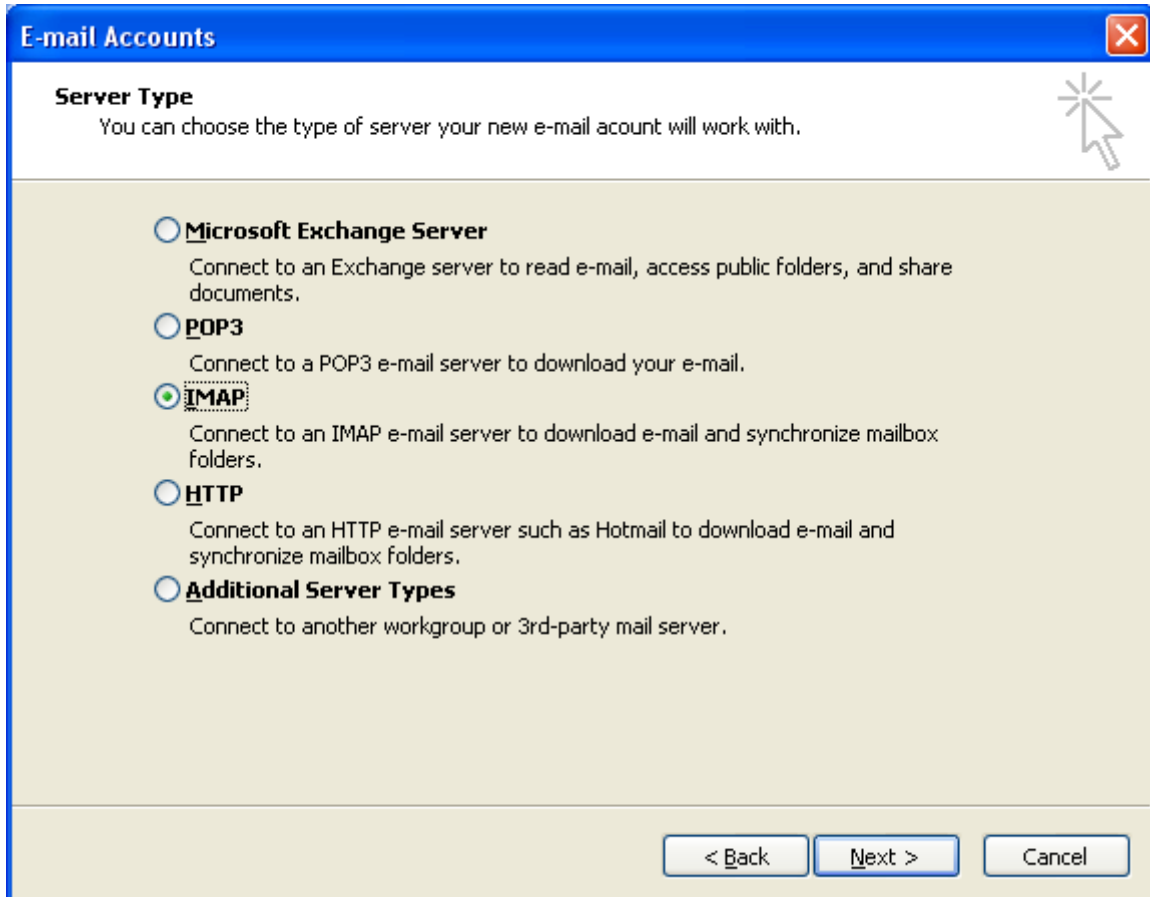 E-mail Accounts
Server Type
You can choose the type of server your new e-mail acount will work with.
Microsoft Exchange Server
Connect to an Exchange server to read e-mail, access public folders, and share
documents.
POP3
Connect to a POP3 e-mail server to download your e-mail.
IMAP
Connect to an IMAP e-mail server to download e-mail and synchronize mailbox
folders.
HTTP
Connect to an HTTP e-mail server such as Hotmail to download e-mail and
synchronize mailbox folders.
Additional Server Types
Connect to another workgroup or 3rd-party mail server.
< Back Next > Cancel